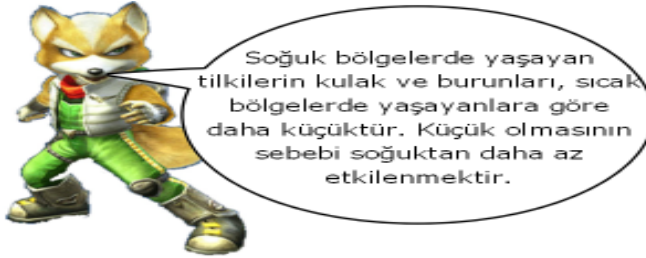 Soğuk bölgelerde yaşayan
tilkilerin kulak ve burunları, sıcak
bölgelerde yaşayanlara göre
daha küçüktür. Küçük olmasının
sebebi soğuktan daha az
etkilenmektir.